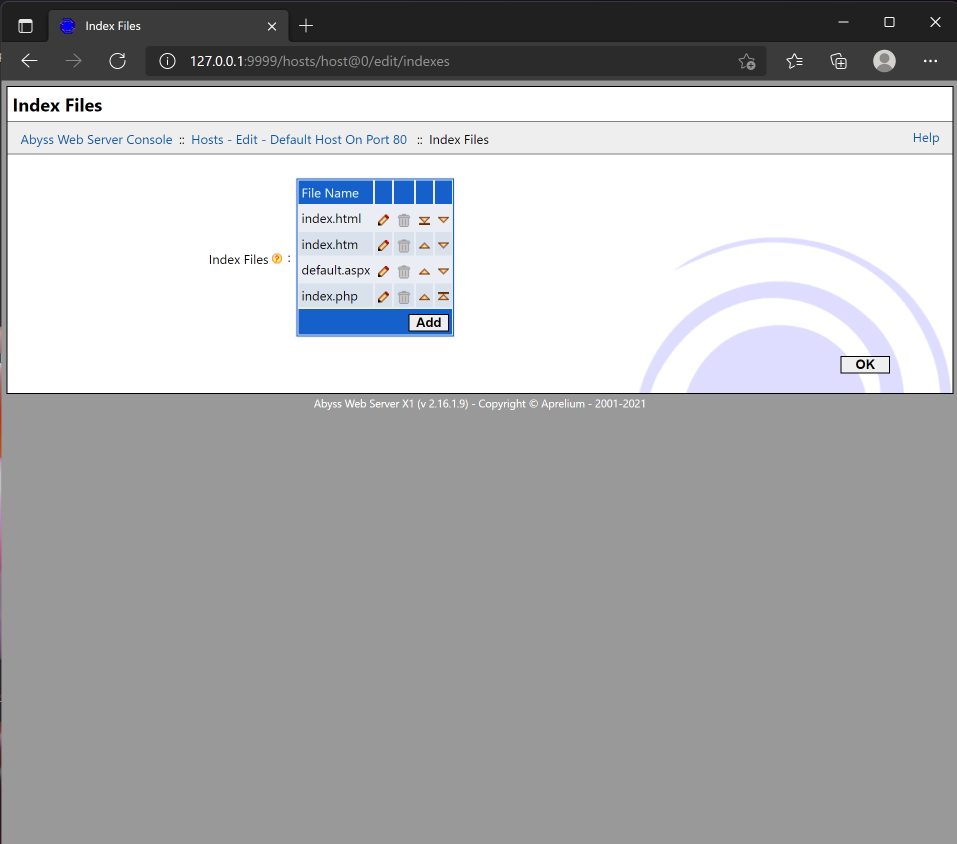 Index Files
127.0.0.1:9999/hosts/host@0/edit/indexes
Index Files
Abyss Web Server Console :: Hosts - Edit - Default Host On Port 80 :: Index Files
Help
File Name
index.html
index.htm
Index Files ? :
default.aspx
index.php
Add
OK
Abyss Web Server X1 (v 2.16.1.9) - Copyright © Aprelium - 2001-2021